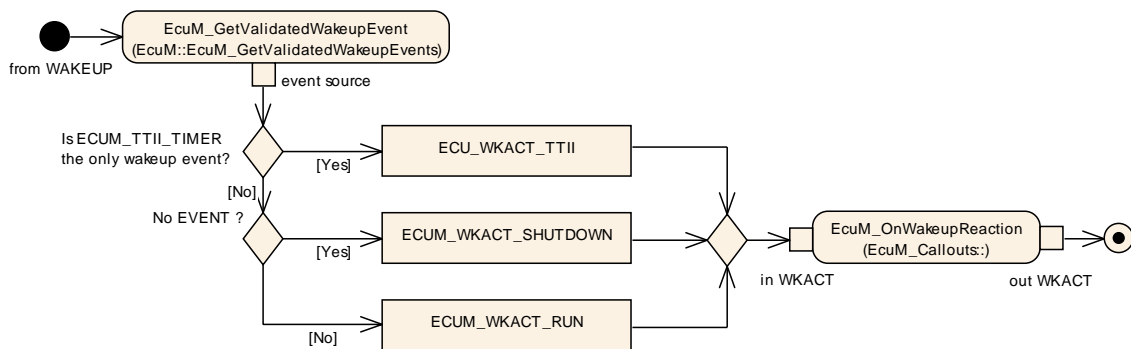 EcuM_GetValidatedWakeupEvent
(EcuM::EcuM_GetValidatedWakeupEvents)
from WAKEUP
event source
Is ECUM_TTII_TIMER
the only wakeup event?
[Yes]
ECU_WKACT_TTII
[No]
No EVENT ?
[Yes]
ECUM_WKACT_SHUTDOWN
EcuM_OnWakeupReaction
(EcuM_Callouts::)
in WKACT
out WKACT
[No]
ECUM_WKACT_RUN